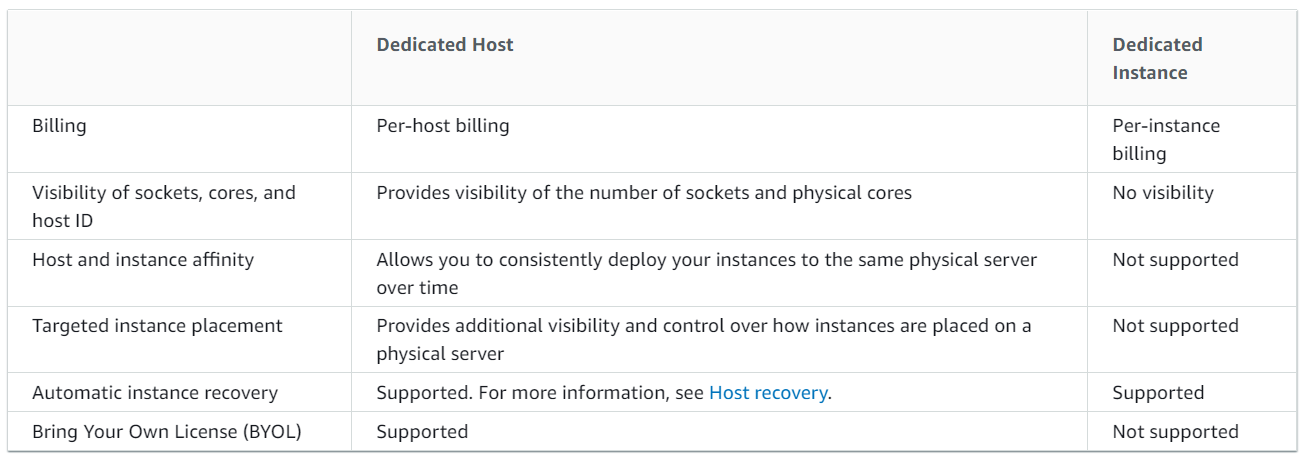 Dedicated Host
Dedicated
Instance
Billing
Per-host billing
Per-instance
billing
Visibility of sockets, cores, and
host ID
Provides visibility of the number of sockets and physical cores
No visibility
Host and instance affinity
Allows you to consistently deploy your instances to the same physical server
over time
Not supported
Targeted instance placement
Provides additional visibility and control over how instances are placed on a
physical server
Not supported
Automatic instance recovery
Supported. For more information, see Host recovery.
Supported
Bring Your Own License (BYOL)
Supported
Not supported